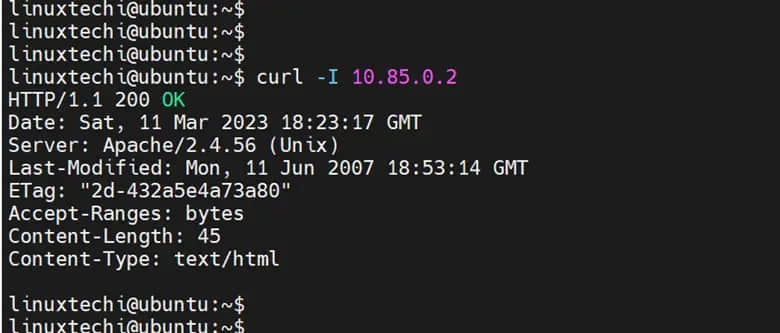 linuxtechi@ubuntu:~$
linuxtechi@ubuntu:~$
linuxtechi@ubuntu:~$
linuxtechi@ubuntu:~$ curl -I 10.85.0.2
HTTP/1.1 200 OK
Date: Sat, 11 Mar 2023 18:23:17 GMT
Server: Apache/2.4.56 (Unix)
Last-Modified: Mon, 11 Jun 2007 18:53:14 GMT
ETag: "2d-432a5e4a73a80"
Accept-Ranges: bytes
Content-Length: 45
Content-Type: text/html
linuxtechi@ubuntu:~$
linuxtechi@ubuntu:~$